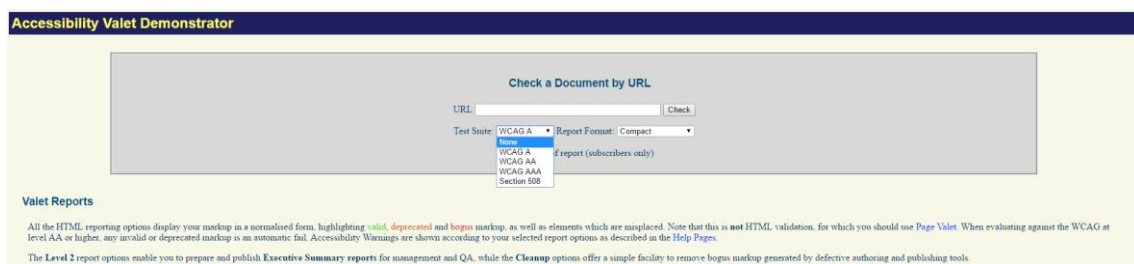 Accessibility Valet Demonstrator
Check a Document by URL
URL Check
Test Suite: WCAG A Report Format: Compact
None
WCAG A f report (subscribers only)
WCAG AA
WCAG AAA
Section 508
Valet Reports
All the HTML reporting options display your markup in a normalised form, highlighting valid, deprecated and bogus markup, as well as elements which are misplaced. Note that this is not HTML validation, for which you should use Page Valet. When evaluating against the WCAG at
level AA or higher, any invalid or deprecated markup is an automatic fail. Accessibility Warnings are shown according to your selected report options as described in the Help Pages.
The Level 2 report options enable you to prepare and publish Executive Summary reports for management and QA, while the Cleanup options offer a simple facility to remove bogus markup generated by defective authoring and publishing tools.